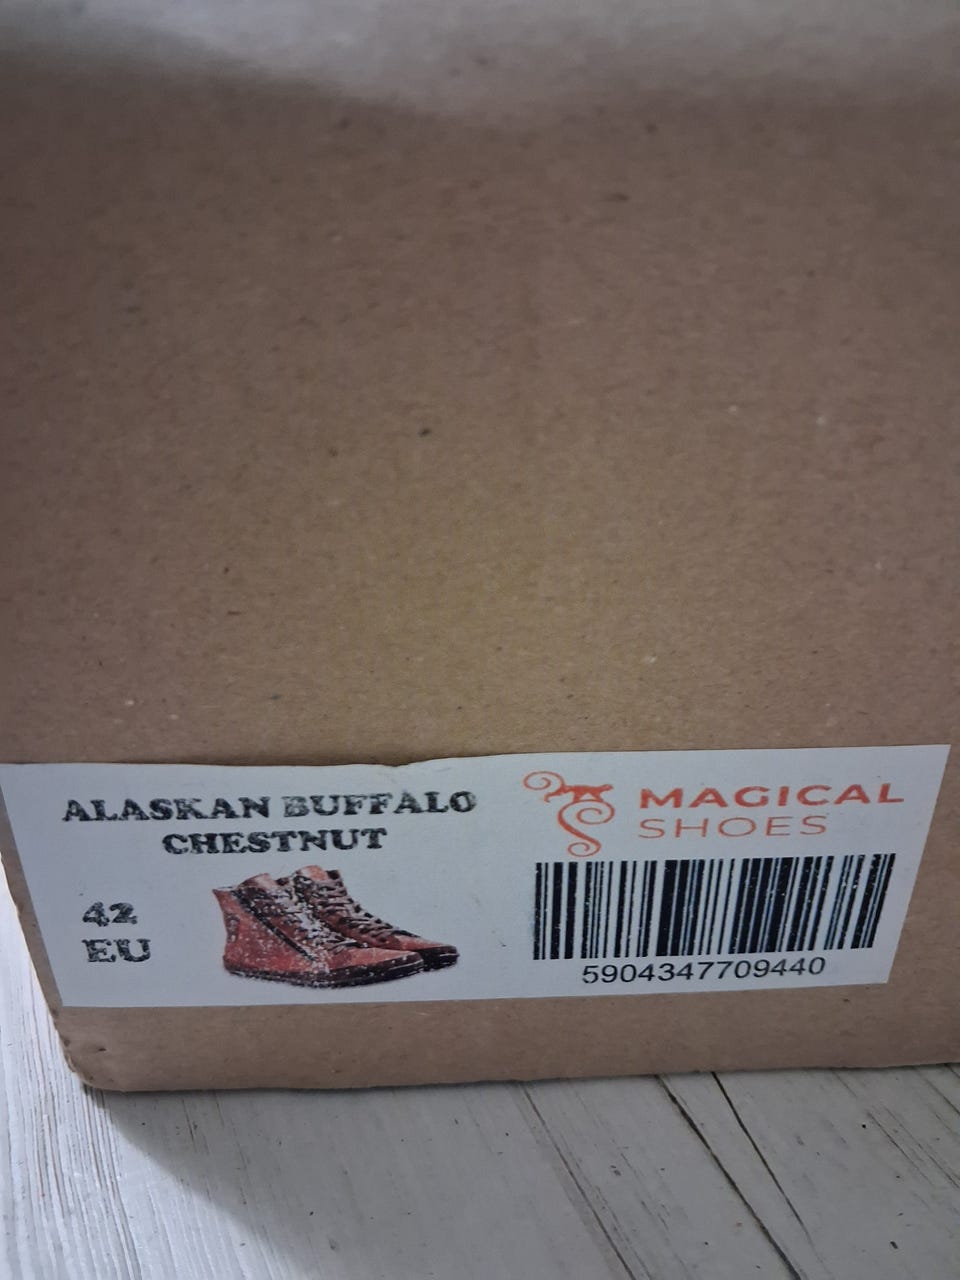 ALASKAN BUFFALO
CHESTNUT
42
EU
MAGICAL
SHOES
5904347709440